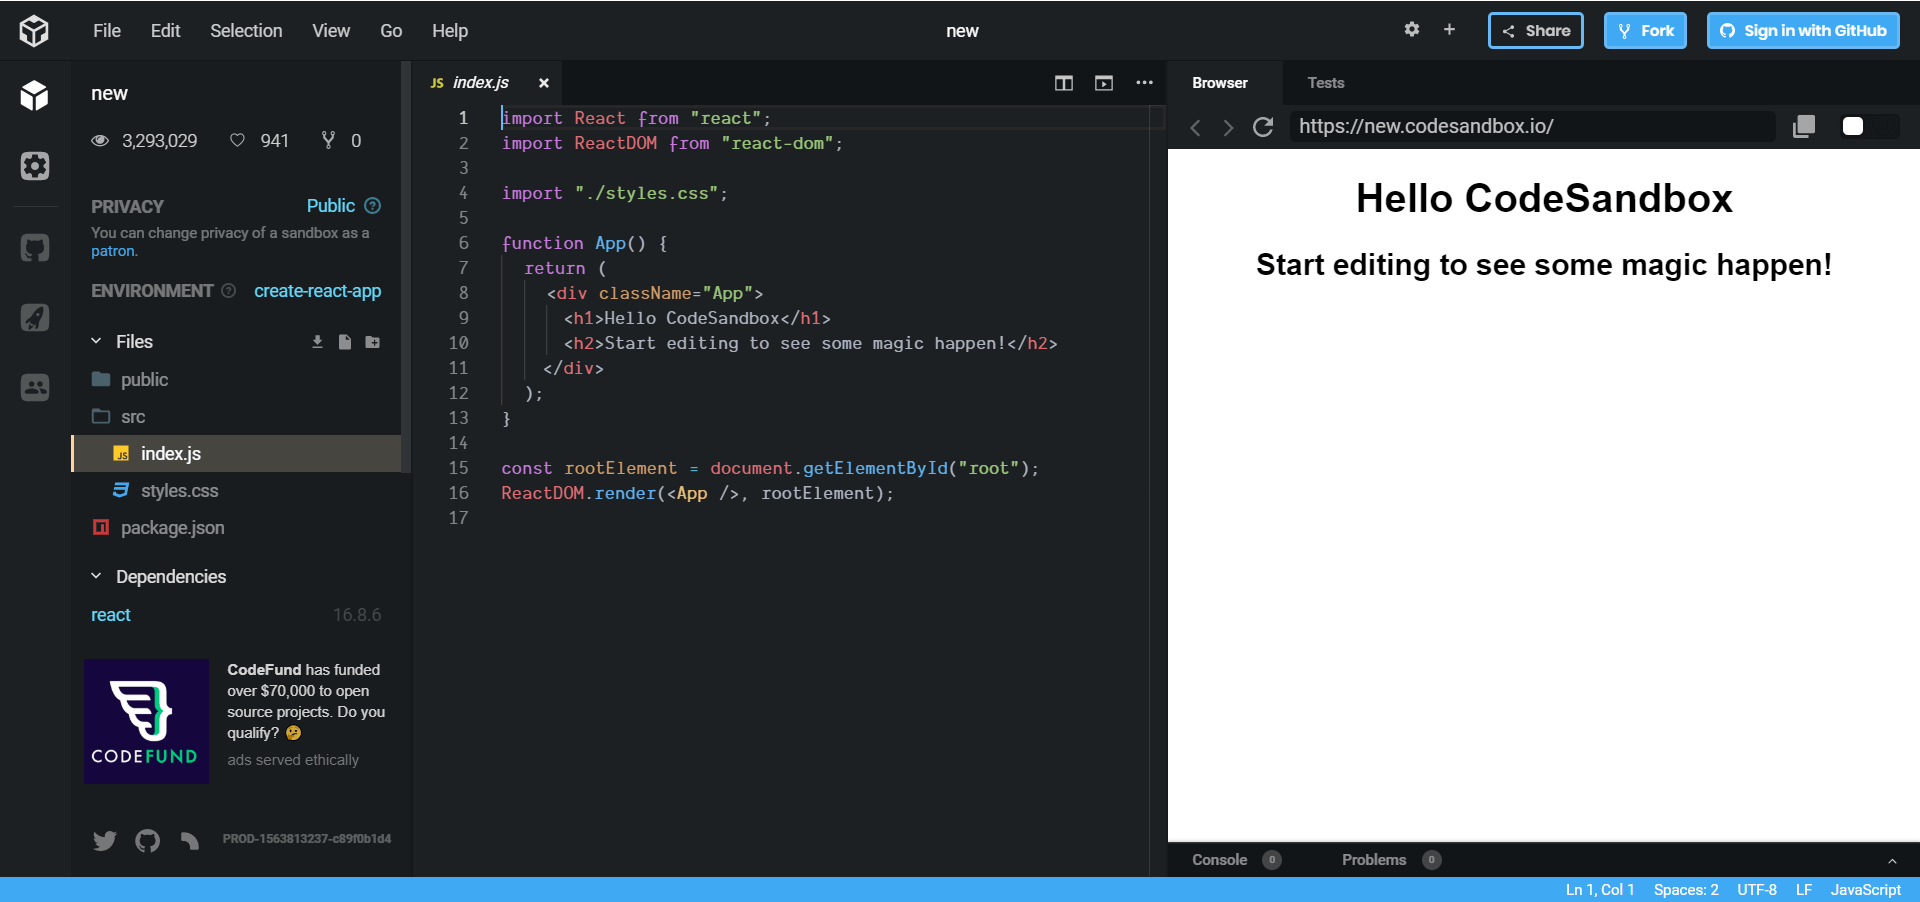 File Edit Selection View Go Help
new
Share Fork Sign in with GitHub
new
3,293,029 941 0
PRIVACY Public ?
You can change privacy of a sandbox as a
patron.
ENVIRONMENT ? create-react-app
Files
public
src
JS index.js
styles.css
package.json
Dependencies
react 16.8.6
CODEFUND
CodeFund has funded
over $70,000 to open
source projects. Do you
qualify? 🤔
ads served ethically
PROD-1563813237-c89f0b1d4
JS index.js
1 import React from "react";
2 import ReactDOM from "react-dom";
3
4 import "./styles.css";
5
6 function App() {
7 return (
8 <div className="App">
9 <h1>Hello CodeSandbox</h1>
10 <h2>Start editing to see some magic happen!</h2>
11 </div>
12 );
13 }
14
15 const rootElement = document.getElementById("root");
16 ReactDOM.render(<App />, rootElement);
17
Browser Tests
https://new.codesandbox.io/
Hello CodeSandbox
Start editing to see some magic happen!
Console 0 Problems 0
Ln 1, Col 1 Spaces: 2 UTF-8 LF JavaScript